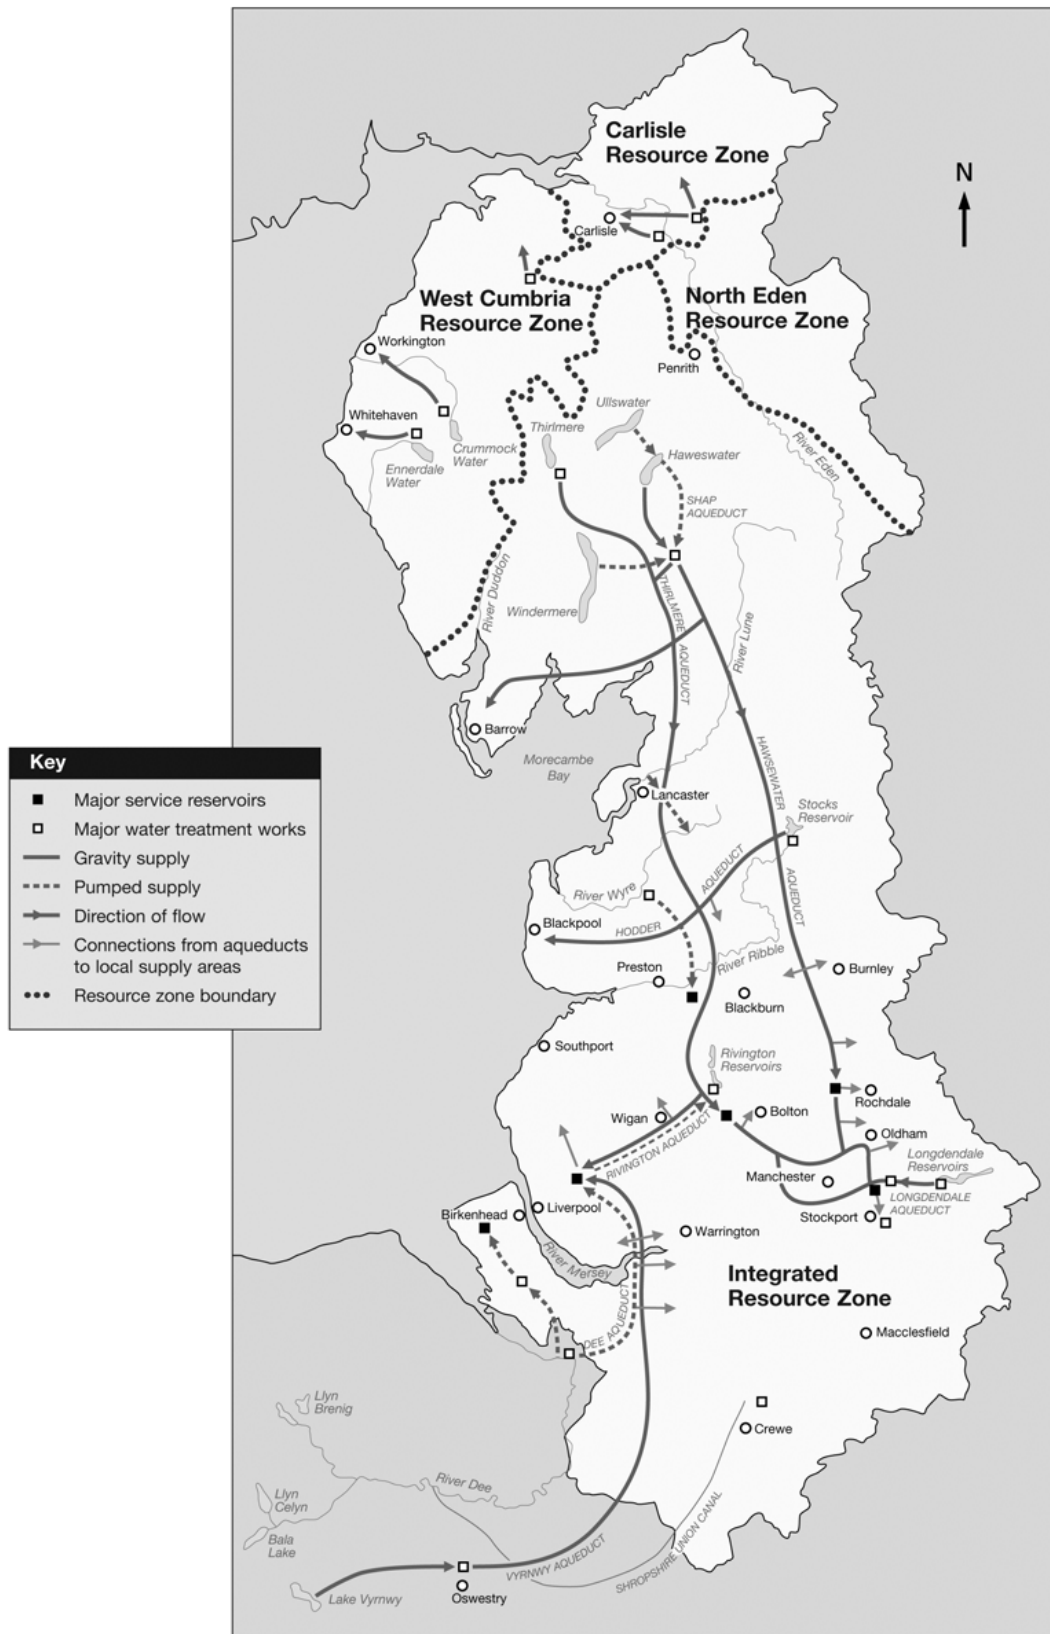 Carlisle
Resource Zone
N
Carlisle
West Cumbria
Resource Zone
North Eden
Resource Zone
Workington
Penrith
Whitehaven
Ullswater
Thirlmere
Crummock
Water
Ennerdale
Water
Haweswater
River Eden
SHAP
AQUEDUCT
River Duddon
Windermere
THIRLMERE
AQUEDUCT
River Lune
Barrow
Morecambe
Bay
HAWSEWATER
AQUEDUCT
Lancaster
Stocks
Reservoir
Key
Major service reservoirs
Major water treatment works
Gravity supply
Pumped supply
Direction of flow
Connections from aqueducts
to local supply areas
Resource zone boundary
River Wyre
HODDER
AQUEDUCT
Blackpool
Preston
River Ribble
Burnley
Blackburn
Southport
Rivington
Reservoirs
Wigan
RIVINGTON AQUEDUCT
Bolton
Rochdale
Oldham
Longdendale
Reservoirs
Manchester
LONGDENDALE
AQUEDUCT
Stockport
Birkenhead
Liverpool
Warrington
River Mersey
Integrated
Resource Zone
DEE AQUEDUCT
Macclesfield
Llyn
Brenig
Crewe
River Dee
Llyn
Celyn
Bala
Lake
SHROPSHIRE UNION CANAL
VYRNWY AQUEDUCT
Lake Vyrnwy
Oswestry